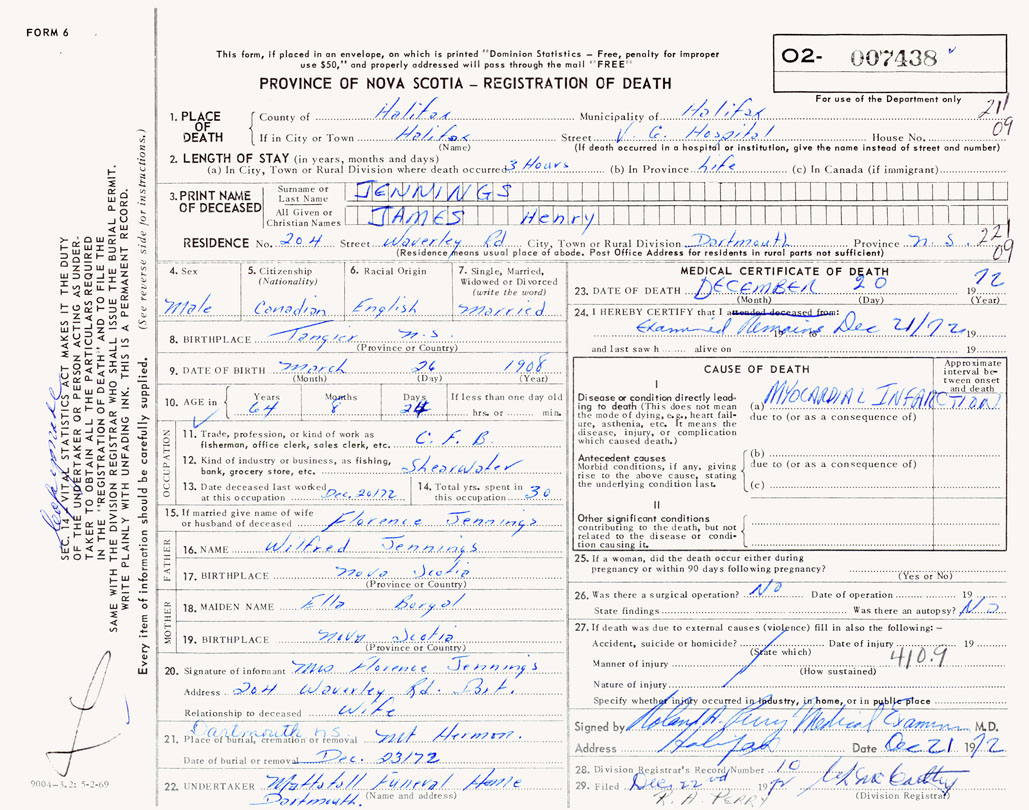 FORM 6
This form, if placed in an envelope, on which is printed "Dominion Statistics — Free, penalty for improper
use $50," and properly addressed will pass through the mail "FREE"
PROVINCE OF NOVA SCOTIA — REGISTRATION OF DEATH
O2- 007438
For use of the Department only
211
09
1. PLACE OF DEATH
County of Halifax Municipality of Halifax
If in City or Town Halifax Street V. G. Hospital House No.
(Name) (If death occurred in a hospital or institution, give the name instead of street and number)
2. LENGTH OF STAY (in years, months and days)
(a) In City, Town or Rural Division where death occurred 3 Hours (b) In Province Life (c) In Canada (if immigrant)
3. PRINT NAME OF DECEASED
Surname or Last Name JENNINGS
All Given or Christian Names JAMES Henry
RESIDENCE No. 204 Street Waverley Rd City, Town or Rural Division Dartmouth Province N.S.
221
09
(Residence means usual place of abode. Post Office Address for residents in rural parts not sufficient)
4. Sex
Male
5. Citizenship
(Nationality)
Canadian
6. Racial Origin
English
7. Single, Married,
Widowed or Divorced
(write the word)
Married
8. BIRTHPLACE Tangier N.S.
(Province or Country)
9. DATE OF BIRTH March 26 1908
(Month) (Day) (Year)
10. AGE in
Years Months Days If less than one day old
64 8 24 hrs. or min.
OCCUPATION
11. Trade, profession, or kind of work as
fisherman, office clerk, sales clerk, etc. C. F. B.
12. Kind of industry or business, as fishing,
bank, grocery store, etc. Shearwater
13. Date deceased last worked
at this occupation Dec. 20/72
14. Total yrs. spent in
this occupation 30
15. If married give name of wife
or husband of deceased Florence Jennings
FATHER
16. NAME Wilfred Jennings
17. BIRTHPLACE Nova Scotia
(Province or Country)
MOTHER
18. MAIDEN NAME Ella
19. BIRTHPLACE Nova Scotia
(Province or Country)
20. Signature of informant Mrs Florence Jennings
Address 204 Waverley Rd.
Relationship to deceased Wife
Dartmouth N.S.
21. Place of burial, cremation or removal Mt Hermon.
Date of burial or removal Dec. 23/72
22. UNDERTAKER Mattatall Funeral Home
(Name and address)
Dartmouth.
MEDICAL CERTIFICATE OF DEATH
23. DATE OF DEATH DECEMBER 20 1972
(Month) (Day) (Year)
24. I HEREBY CERTIFY that I attended deceased from:
Examined Remains Dec 21/72 19
19 to
and last saw h alive on 19
CAUSE OF DEATH
Approximate
interval be-
tween onset
and death
I
Disease or condition directly lead-
ing to death (This does not mean
the mode of dying, e.g., heart fail-
ure, asthenia, etc. It means the
disease, injury, or complication
which caused death.)
(a) MYOCARDIAL INFARCTION
due to (or as a consequence of)
Antecedent causes
Morbid conditions, if any, giving
rise to the above cause, stating
the underlying condition last.
(b)
due to (or as a consequence of)
(c)
II
Other significant conditions
contributing to the death, but not
related to the disease or condi-
tion causing it.
25. If a woman, did the death occur either during
pregnancy or within 90 days following pregnancy?
(Yes or No)
26. Was there a surgical operation? No Date of operation 19
State findings Was there an autopsy? No
27. If death was due to external causes (violence) fill in also the following: —
Accident, suicide or homicide? Date of injury 19
(State which)
Manner of injury 410.9
(How sustained)
Nature of injury
Specify whether injury occurred in industry, in home, or in public place
Signed by Roland A. Perry Medical Examiner M.D.
Address Halifax Date Dec 21 1972
28. Division Registrar's Record Number 10
29. Filed Dec 22nd 1972
(Division Registrar)
R. A. PERRY
SEC. 14, VITAL STATISTICS ACT MAKES IT THE DUTY
OF THE UNDERTAKER OR PERSON ACTING AS UNDER-
TAKER TO OBTAIN ALL THE PARTICULARS REQUIRED
IN THE "REGISTRATION OF DEATH" AND TO FILE THE
SAME WITH THE DIVISION REGISTRAR WHO SHALL ISSUE THE BURIAL PERMIT.
WRITE PLAINLY WITH UNFADING INK. THIS IS A PERMANENT RECORD.
Every item of information should be carefully supplied. (See reverse side for instructions.)
9004-3.2: 5-2-69